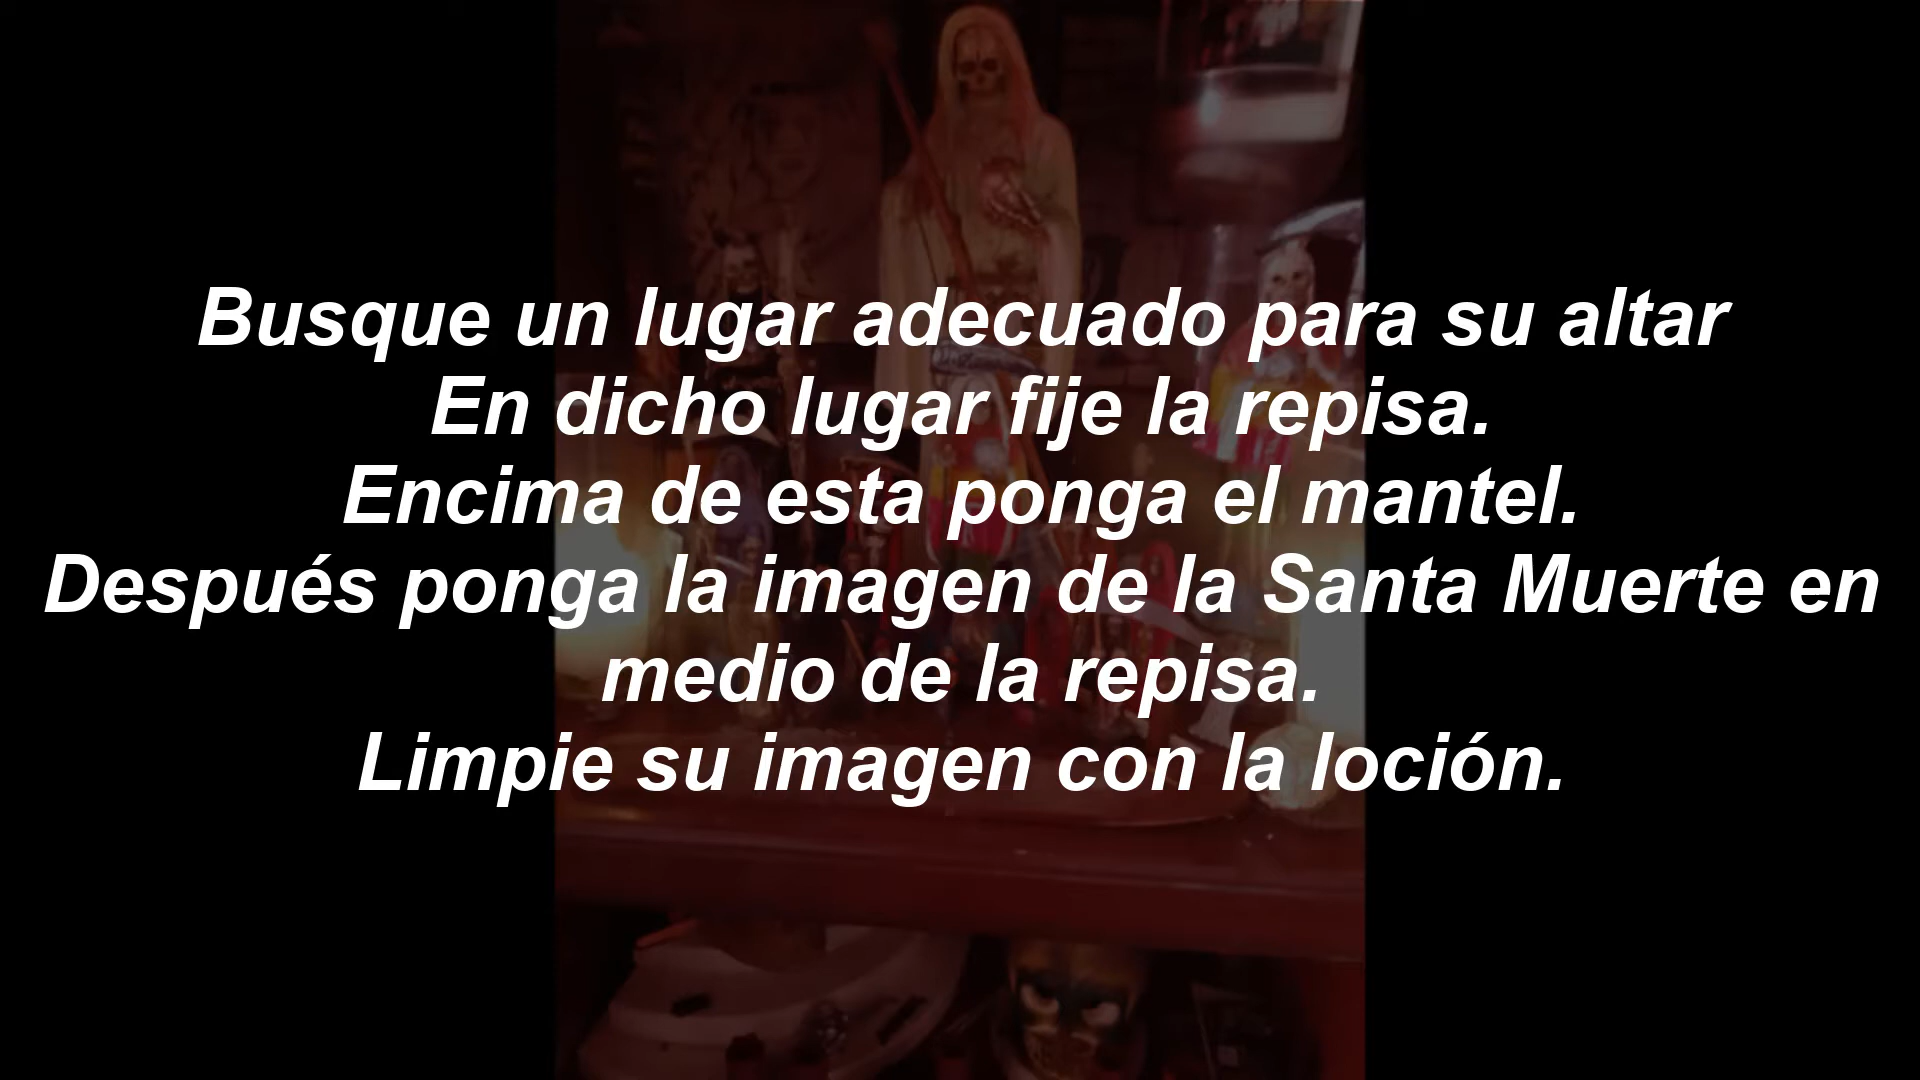 Busque un lugar adecuado para su altar
En dicho lugar fije la repisa.
Encima de esta ponga el mantel.
Después ponga la imagen de la Santa Muerte en
medio de la repisa.
Limpie su imagen con la loción.